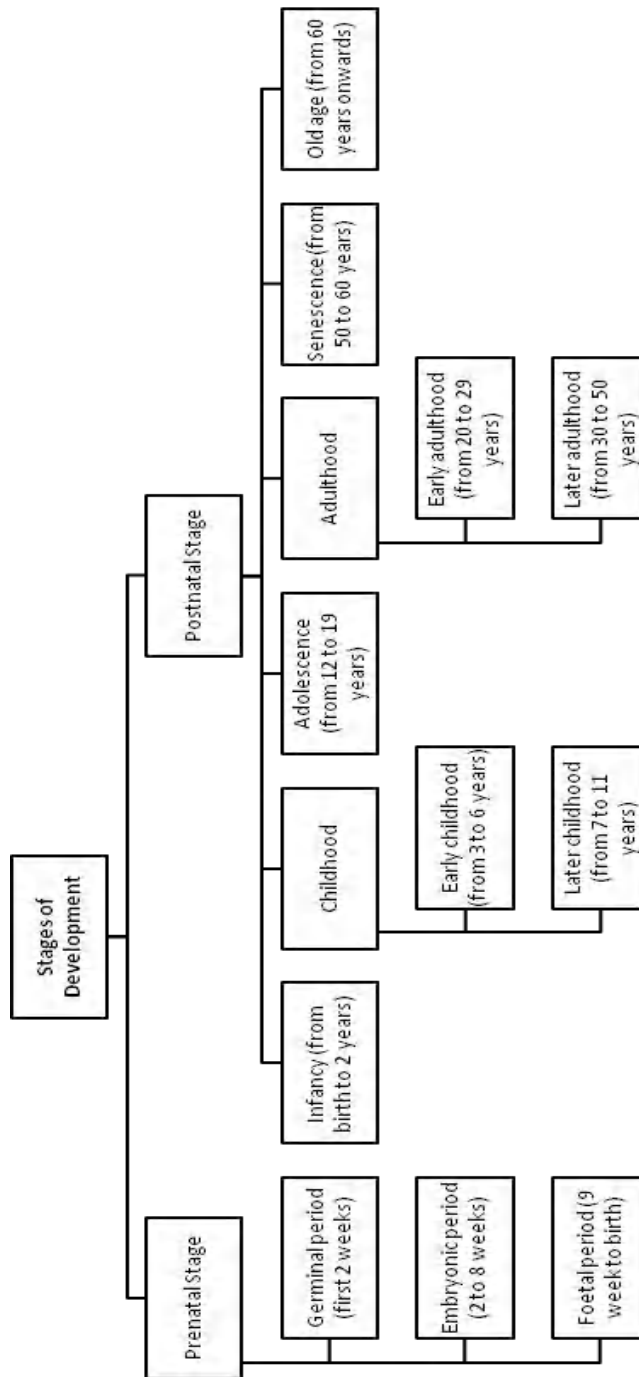 Stages of
Development
Prenatal Stage
Postnatal Stage
Germinal period
(first 2 weeks)
Embryonic period
(2 to 8 weeks)
Foetal period (9
week to birth)
Infancy (from
birth to 2 years)
Childhood
Early childhood
(from 3 to 6 years)
Later childhood
(from 7 to 11
years)
Adolescence
(from 12 to 19
years)
Adulthood
Early adulthood
(from 20 to 29
years)
Later adulthood
(from 30 to 50
years)
Senescence (from
50 to 60 years)
Old age (from 60
years onwards)